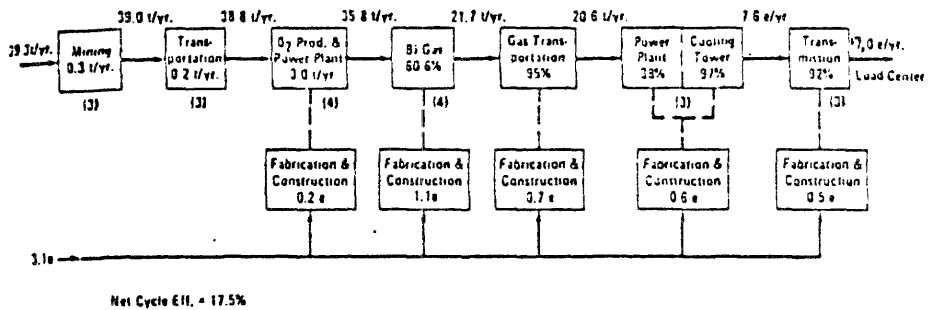 39.0 t/yr. 38.8 t/yr. 35.8 t/yr. 21.7 t/yr. 20.6 t/yr. 7.6 e/yr.
39.3 t/yr.
Mining
0.3 t/yr.
(3)
Trans-
portation
0.2 t/yr.
(3)
O2 Prod. &
Power Plant
3.0 t/yr
(4)
Bi Gas
60.6%
(4)
Gas Trans-
portation
95%
Power
Plant
38%
Cooling
Tower
97%
(3)
Trans-
mission
92%
(3)
7.0 e/yr.
Load Center
Fabrication &
Construction
0.2 e
Fabrication &
Construction
1.1e
Fabrication &
Construction
0.7 e
Fabrication &
Construction
0.6 e
Fabrication &
Construction
0.5 e
3.1e
Net Cycle Eff. = 17.5%